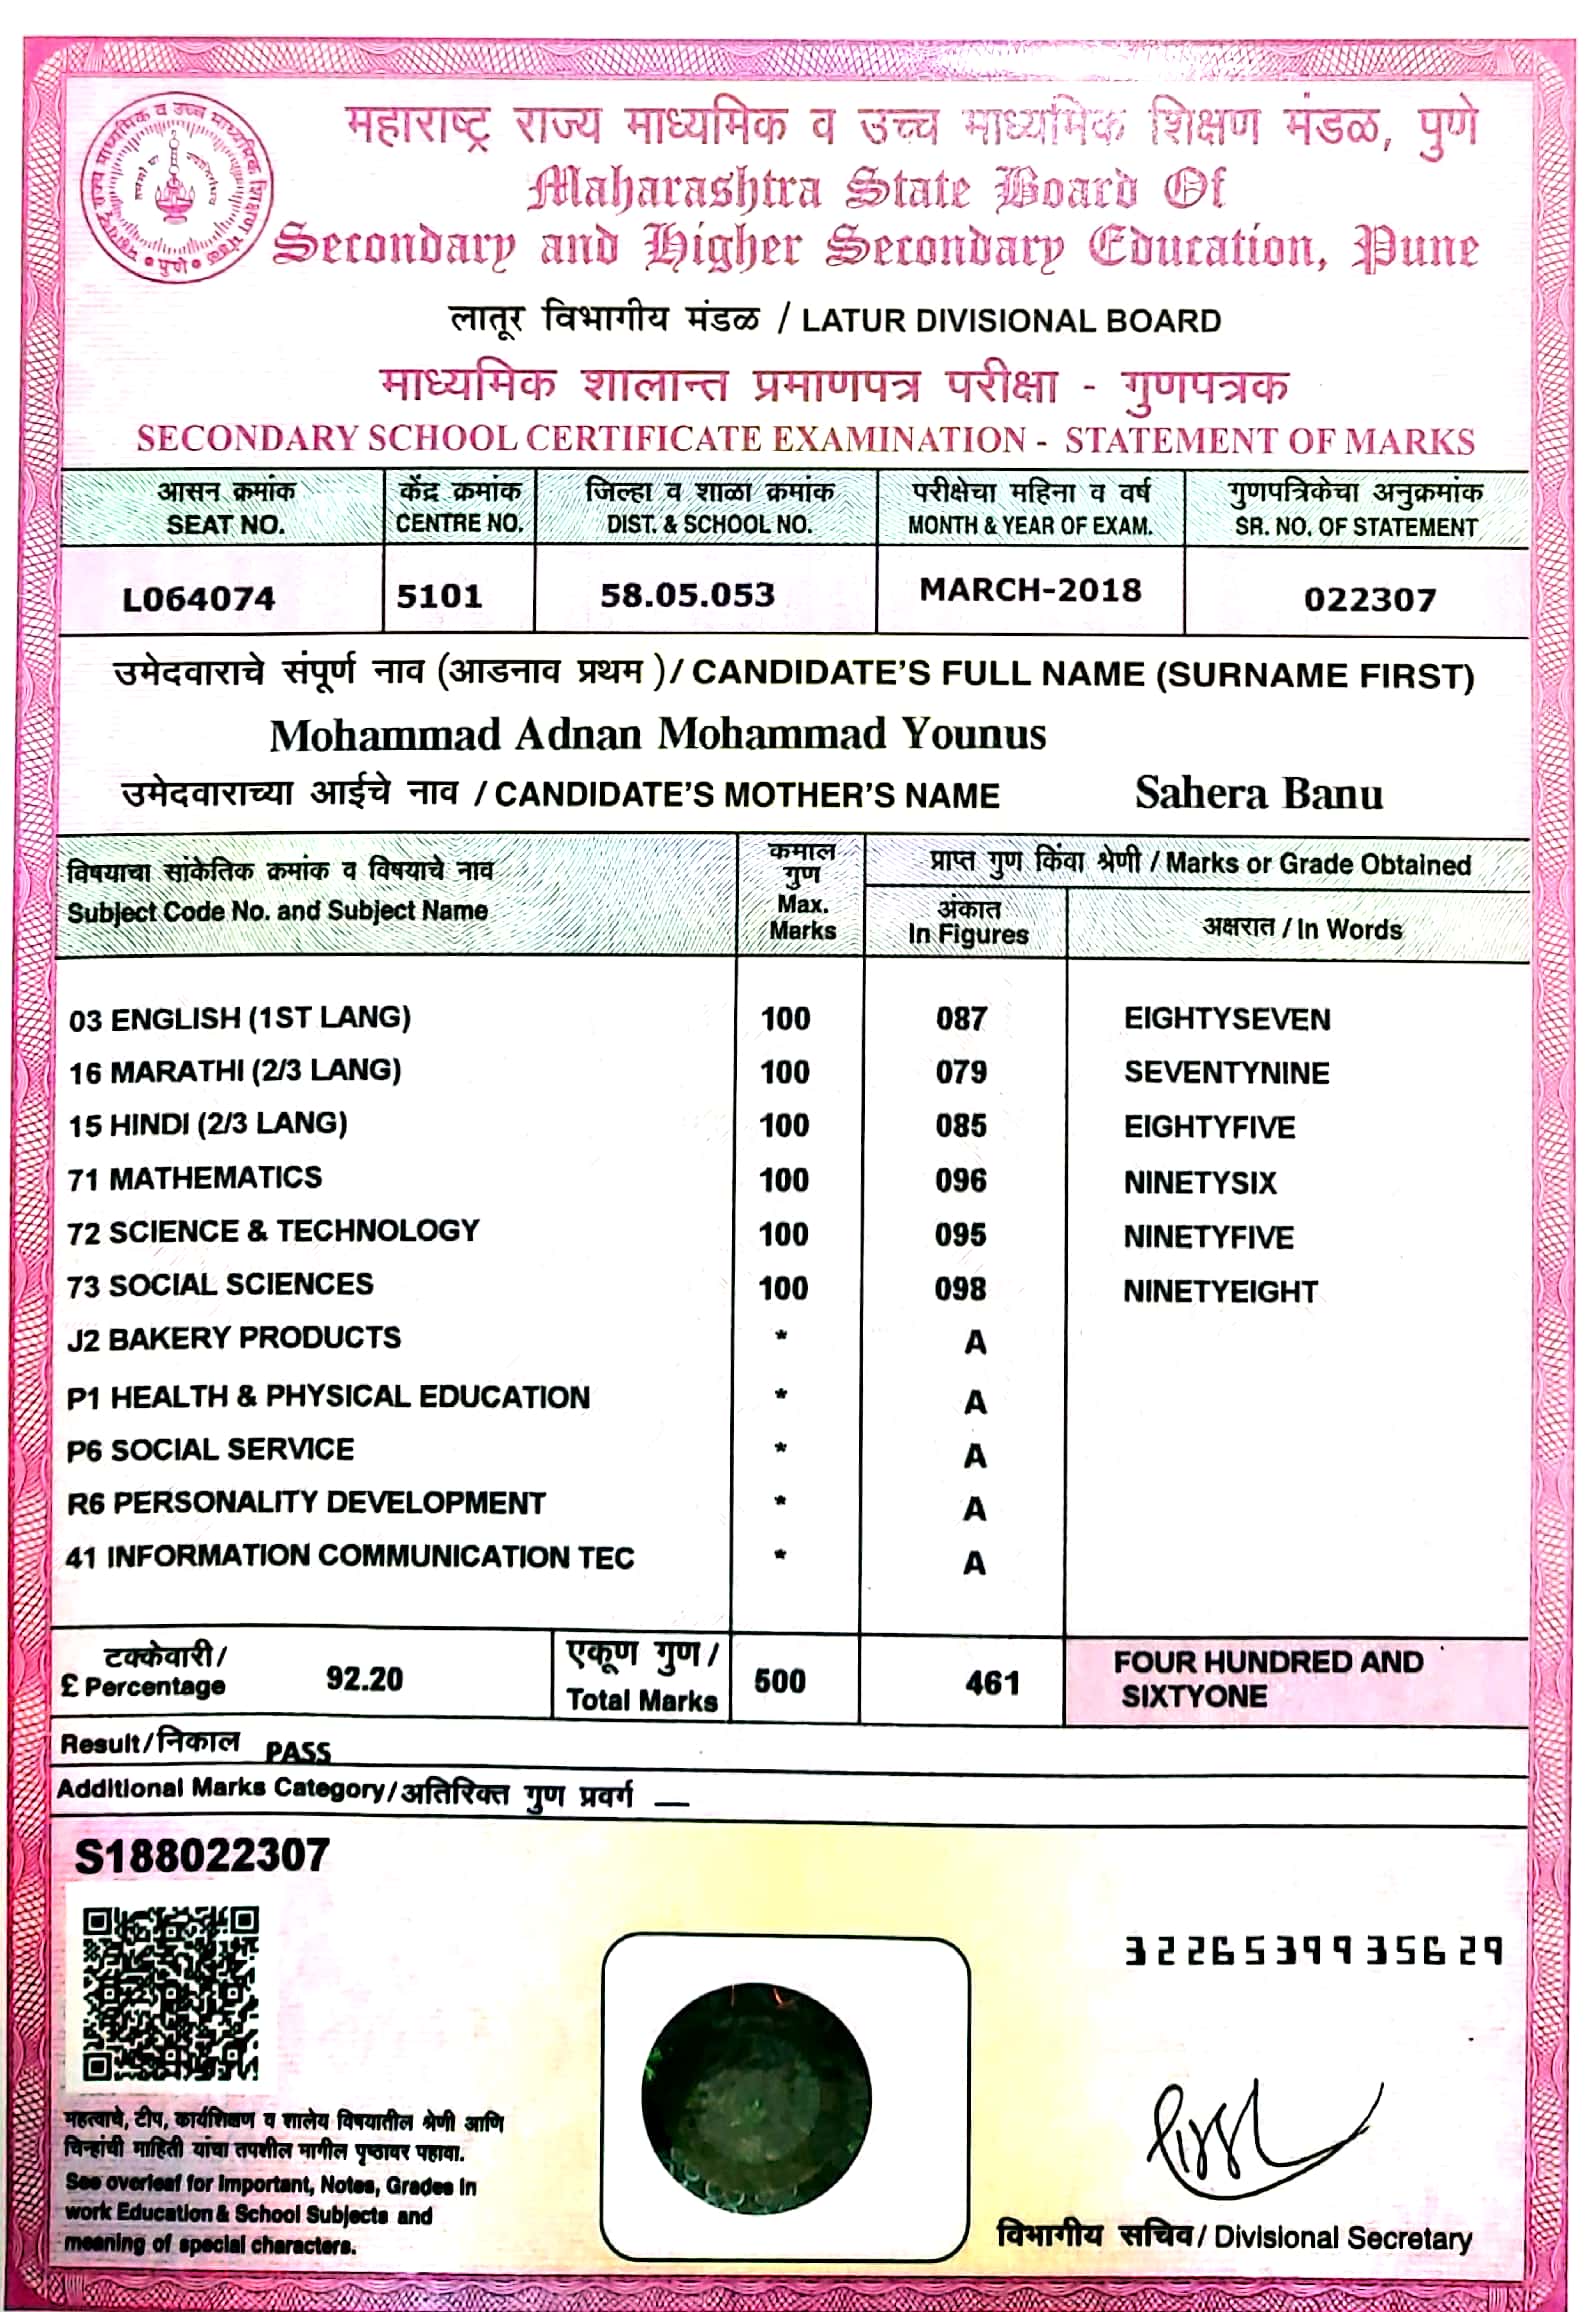 महाराष्ट्र राज्य माध्यमिक व उच्च माध्यमिक शिक्षण मंडळ, पुणे
Maharashtra State Board Of
Secondary and Higher Secondary Education, Pune
लातूर विभागीय मंडळ / LATUR DIVISIONAL BOARD
माध्यमिक शालान्त प्रमाणपत्र परीक्षा - गुणपत्रक
SECONDARY SCHOOL CERTIFICATE EXAMINATION - STATEMENT OF MARKS
आसन क्रमांक केंद्र क्रमांक जिल्हा व शाळा क्रमांक परीक्षेचा महिना व वर्ष गुणपत्रिकेचा अनुक्रमांक
SEAT NO. CENTRE NO. DIST. & SCHOOL NO. MONTH & YEAR OF EXAM. SR. NO. OF STATEMENT
L064074 5101 58.05.053 MARCH-2018 022307
उमेदवाराचे संपूर्ण नाव (आडनाव प्रथम )/ CANDIDATE'S FULL NAME (SURNAME FIRST)
Mohammad Adnan Mohammad Younus
उमेदवाराच्या आईचे नाव / CANDIDATE'S MOTHER'S NAME Sahera Banu
विषयाचा सांकेतिक क्रमांक व विषयाचे नाव
Subject Code No. and Subject Name
कमाल
गुण
Max.
Marks
प्राप्त गुण किंवा श्रेणी / Marks or Grade Obtained
अंकात
In Figures
अक्षरात / In Words
03 ENGLISH (1ST LANG) 100 087 EIGHTYSEVEN
16 MARATHI (2/3 LANG) 100 079 SEVENTYNINE
15 HINDI (2/3 LANG) 100 085 EIGHTYFIVE
71 MATHEMATICS 100 096 NINETYSIX
72 SCIENCE & TECHNOLOGY 100 095 NINETYFIVE
73 SOCIAL SCIENCES 100 098 NINETYEIGHT
J2 BAKERY PRODUCTS * A
P1 HEALTH & PHYSICAL EDUCATION * A
P6 SOCIAL SERVICE * A
R6 PERSONALITY DEVELOPMENT * A
41 INFORMATION COMMUNICATION TEC * A
टक्केवारी/
£ Percentage 92.20
एकूण गुण /
Total Marks 500 461
FOUR HUNDRED AND
SIXTYONE
Result/निकाल PASS
Additional Marks Category/अतिरिक्त गुण प्रवर्ग —
S188022307
3226539935629
महत्वाचे, टीप, कार्यशिक्षण व शालेय विषयातील श्रेणी आणि
चिन्हांची माहिती यांचा तपशील मागील पृष्ठावर पहावा.
See overleaf for Important, Notes, Grades in
work Education & School Subjects and
meaning of special characters.
विभागीय सचिव/ Divisional Secretary